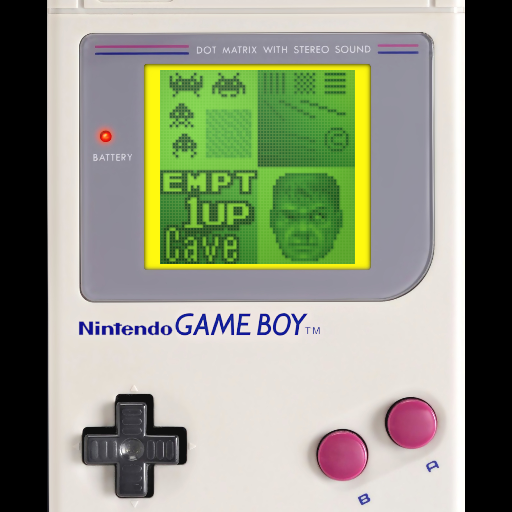 DOT MATRIX WITH STEREO SOUND
BATTERY
EMPT
1UP
Cave
Nintendo GAME BOY TM
B
A